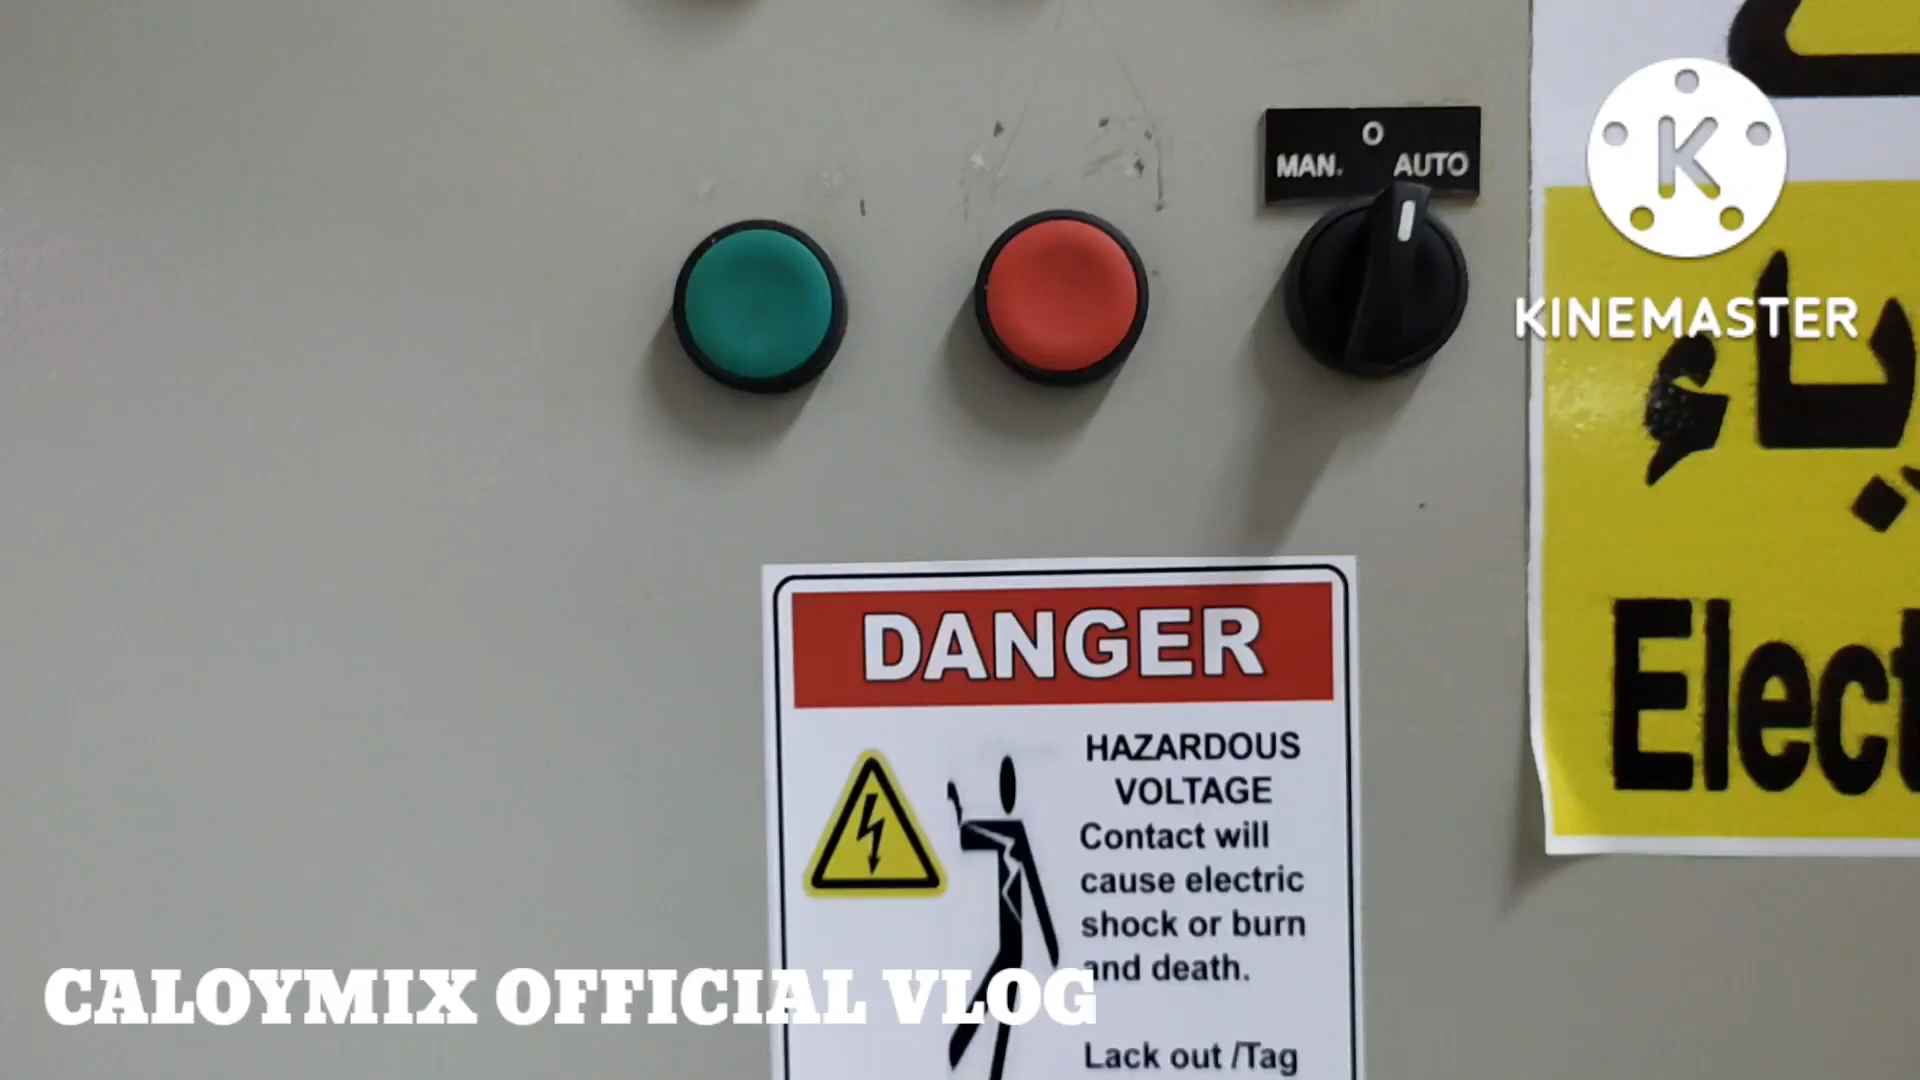 O
MAN. AUTO
K
KINEMASTER
DANGER
HAZARDOUS
VOLTAGE
Contact will
cause electric
shock or burn
and death.
Lack out /Tag
CALOYMIX OFFICIAL VLOG